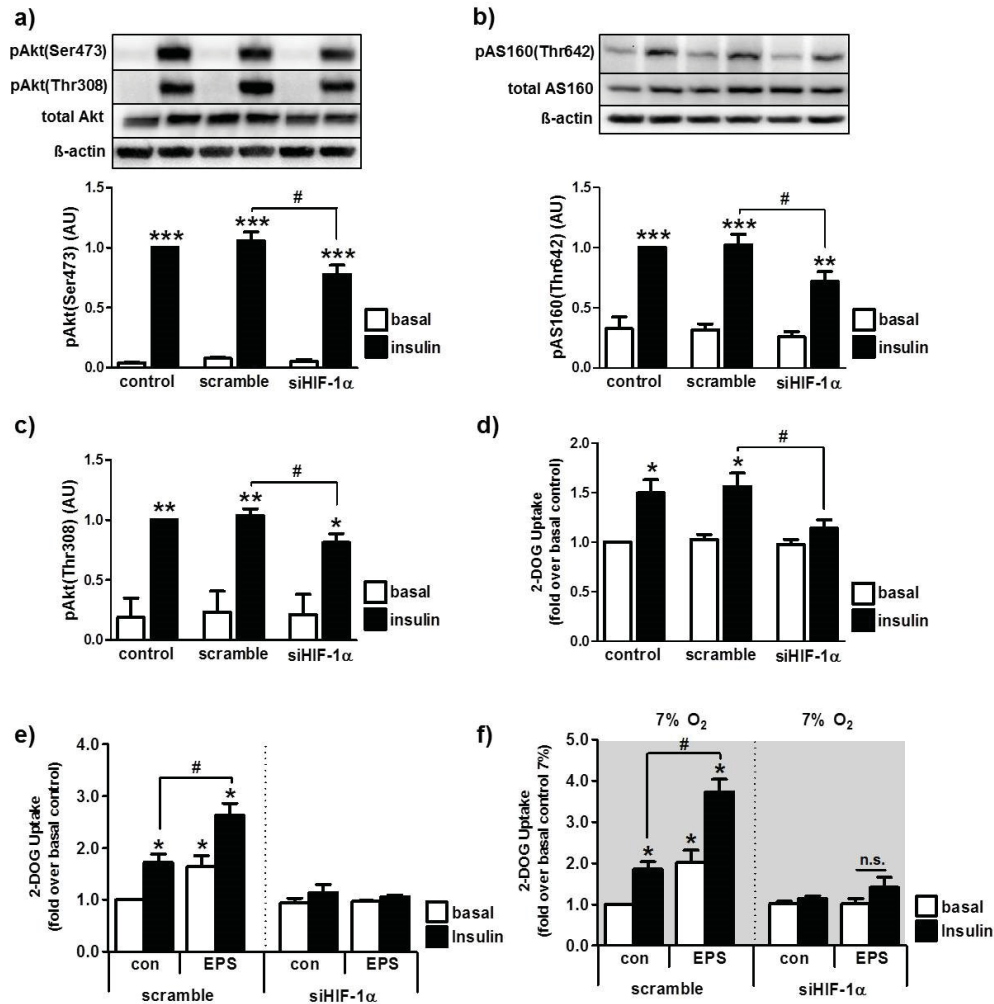 a)
pAkt(Ser473)
pAkt(Thr308)
total Akt
ß-actin
pAkt(Ser473) (AU)
1.5
1.0
0.5
0.0
***
***
***
#
control
scramble
siHIF-1α
basal
insulin
b)
pAS160(Thr642)
total AS160
ß-actin
pAS160(Thr642) (AU)
1.5
1.0
0.5
0.0
***
***
**
#
control
scramble
siHIF-1α
basal
insulin
c)
pAkt(Thr308) (AU)
1.5
1.0
0.5
0.0
**
**
*
#
control
scramble
siHIF-1α
basal
insulin
d)
2-DOG Uptake
(fold over basal control)
2.0
1.5
1.0
0.5
0.0
*
*
#
control
scramble
siHIF-1α
basal
insulin
e)
2-DOG Uptake
(fold over basal control)
4.0
3.0
2.0
1.0
0.0
*
*
*
#
con
EPS
con
EPS
scramble
siHIF-1α
basal
Insulin
f)
7% O₂
7% O₂
2-DOG Uptake
(fold over basal control 7%)
5.0
4.0
3.0
2.0
1.0
0.0
*
*
*
#
n.s.
con
EPS
con
EPS
scramble
siHIF-1α
basal
Insulin